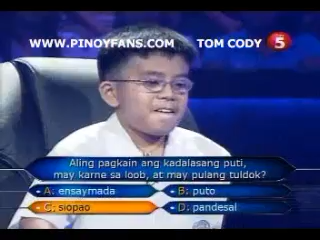 WWW.PINOYFANS.COM TOM CODY 5
Aling pagkain ang kadalasang puti,
may karne sa loob, at may pulang tuldok?
A: ensaymada B: puto
C: siopao D: pandesal